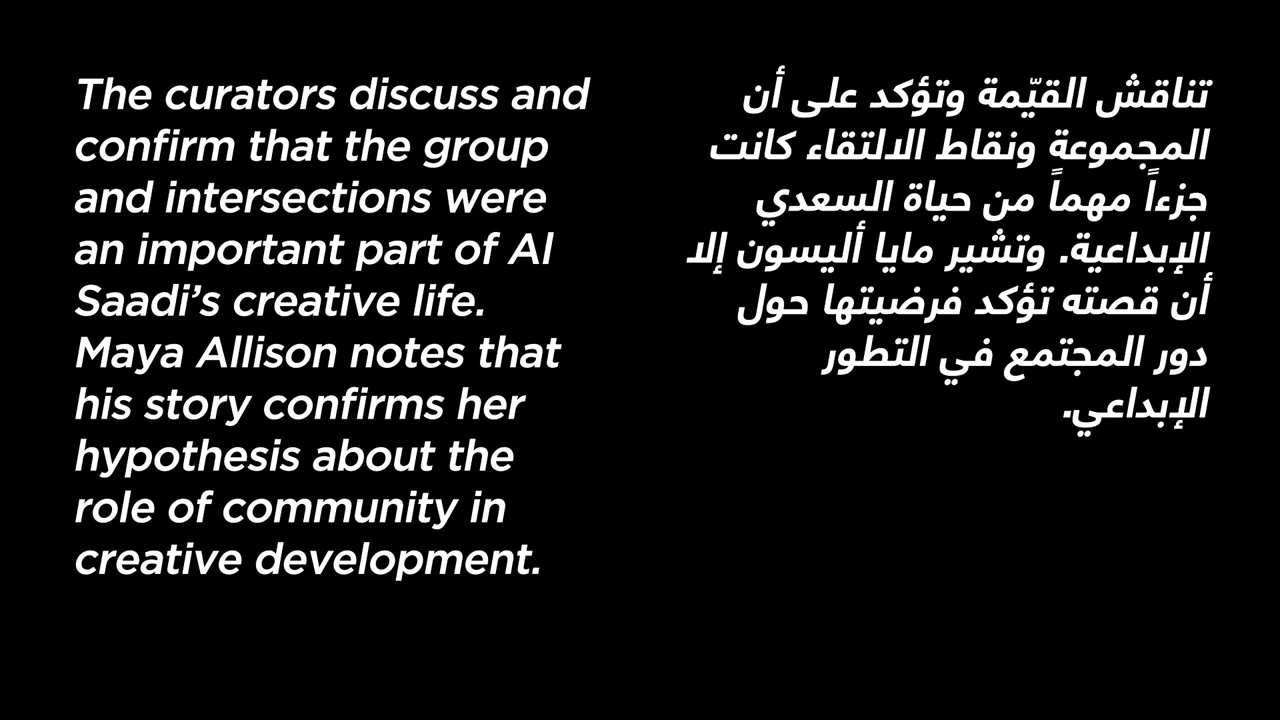 The curators discuss and
confirm that the group
and intersections were
an important part of Al
Saadi’s creative life.
Maya Allison notes that
his story confirms her
hypothesis about the
role of community in
creative development.
تناقش القيّمة وتؤكد على أن
المجموعة ونقاط الالتقاء كانت
جزءاً مهماً من حياة السعدي
الإبداعية. وتشير مايا أليسون إلا
أن قصته تؤكد فرضيتها حول
دور المجتمع في التطور
الإبداعي.